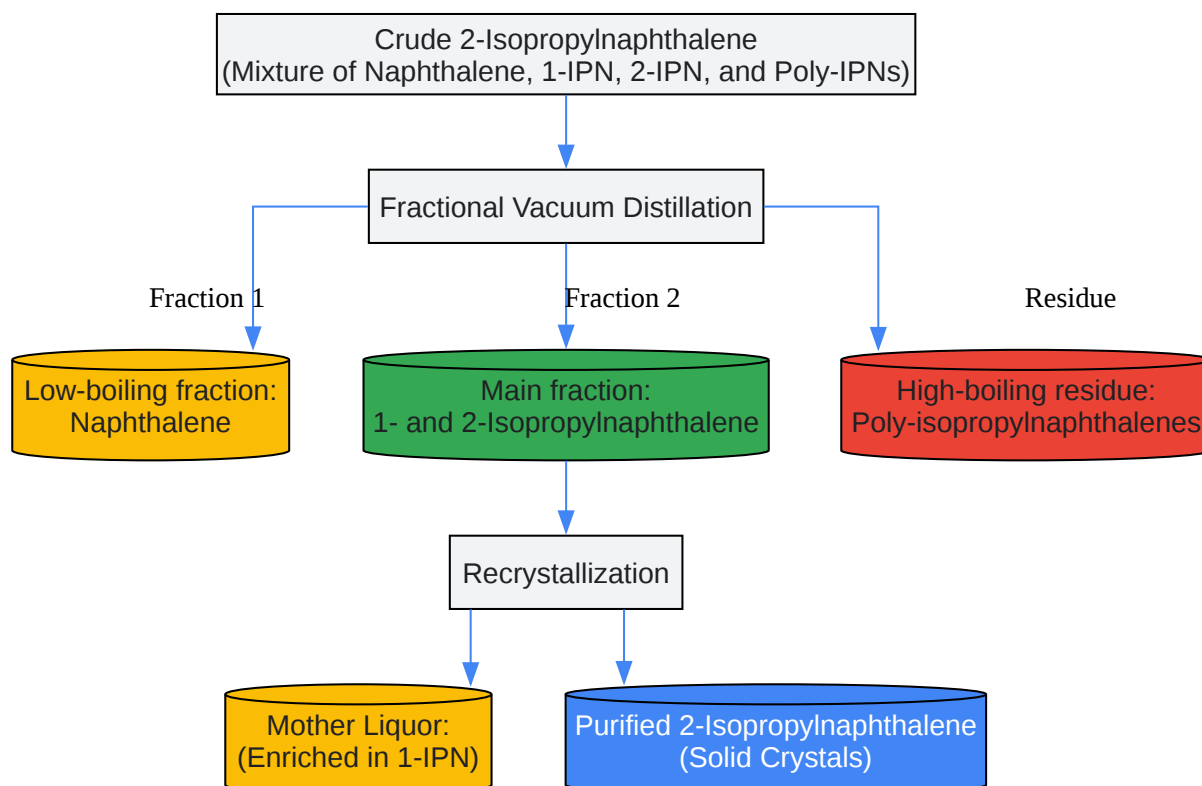 Crude 2-Isopropylnaphthalene
(Mixture of Naphthalene, 1-IPN, 2-IPN, and Poly-IPNs)
Fractional Vacuum Distillation
Fraction 1
Fraction 2
Residue
Low-boiling fraction:
Naphthalene
Main fraction:
1- and 2-Isopropylnaphthalene
High-boiling residue:
Poly-isopropylnaphthalenes
Recrystallization
Mother Liquor:
(Enriched in 1-IPN)
Purified 2-Isopropylnaphthalene
(Solid Crystals)